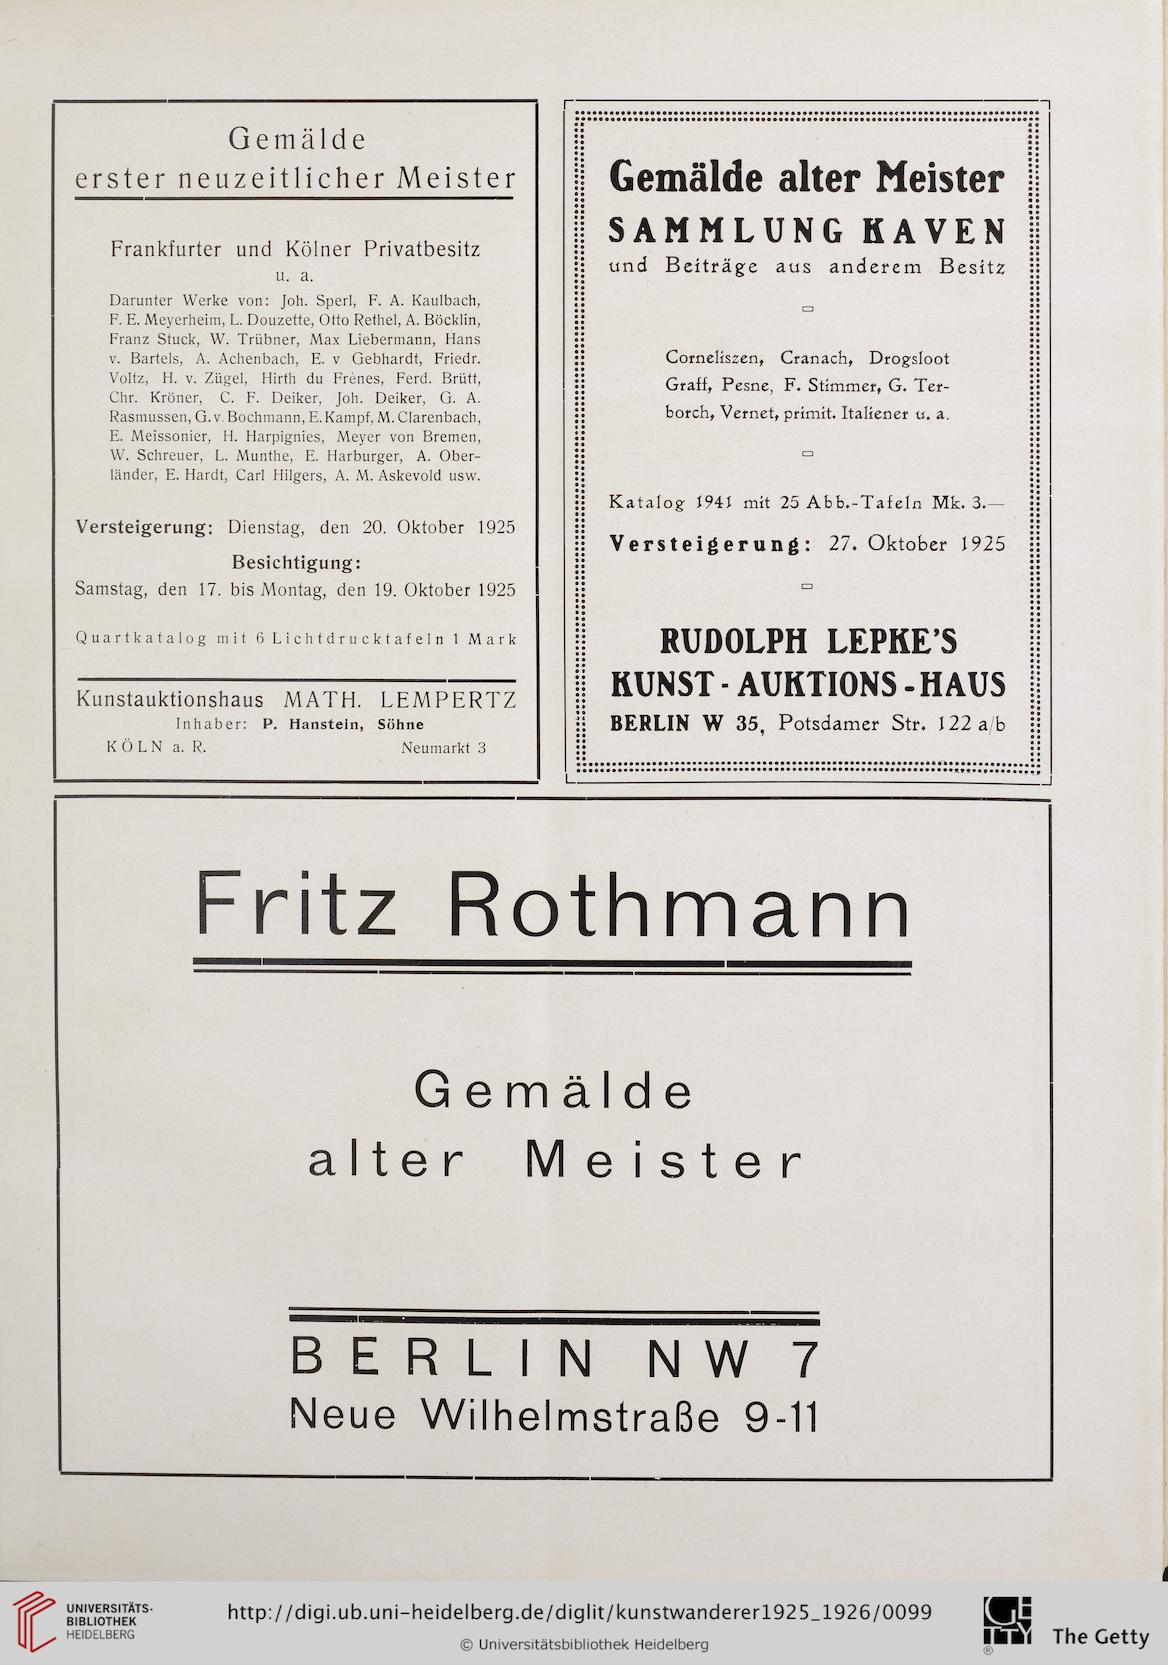 Gemälde
erster neuzeitlicher Meister
Frankfurter und Kölner Privatbesitz
u. a.
Darunter Werke von: Joh. Sperl, F. A. Kaulbach,
F. E. Meyerheim, L. Douzette, Otto Rethel, A. Böcklin,
Franz Stuck, W. Trübner, Max Liebermann, Hans
v. Bartels, A. Achenbach, E. v Gebhardt, Friedr.
Voltz, H. v. Zügel, Hirth du Frènes, Ferd. Brütt,
Chr. Kröner, C. F. Deiker, Joh. Deiker, G. A.
Rasmussen, G. v. Bochmann, E. Kampf, M. Clarenbach,
E. Meissonier, H. Harpignies, Meyer von Bremen,
W. Schreuer, L. Munthe, E. Harburger, A. Ober-
länder, E. Hardt, Carl Hilgers, A. M. Askevold usw.
Versteigerung: Dienstag, den 20. Oktober 1925
Besichtigung:
Samstag, den 17. bis Montag, den 19. Oktober 1925
Quartkatalog mit 6 Lichtdrucktafeln 1 Mark
Kunstauktionshaus MATH. LEMPERTZ
Inhaber: P. Hanstein, Söhne
KÖLN a. R. Neumarkt 3
Gemälde alter Meister
SAMMLUNG KAVEN
und Beiträge aus anderem Besitz
Corneliszen, Cranach, Drogsloot
Graff, Pesne, F. Stimmer, G. Ter-
borch, Vernet, primit. Italiener u. a.
Katalog 1941 mit 25 Abb.-Tafeln Mk. 3.—
Versteigerung: 27. Oktober 1925
RUDOLPH LEPKE'S
KUNST-AUKTIONS-HAUS
BERLIN W 35, Potsdamer Str. 122 a/b
Fritz Rothmann
Gemälde
alter Meister
BERLIN NW 7
Neue Wilhelmstraße 9-11
UNIVERSITÄTS-
BIBLIOTHEK
HEIDELBERG
http://digi.ub.uni-heidelberg.de/diglit/kunstwanderer1925_1926/0099
© Universitätsbibliothek Heidelberg
GETTY
®
The Getty